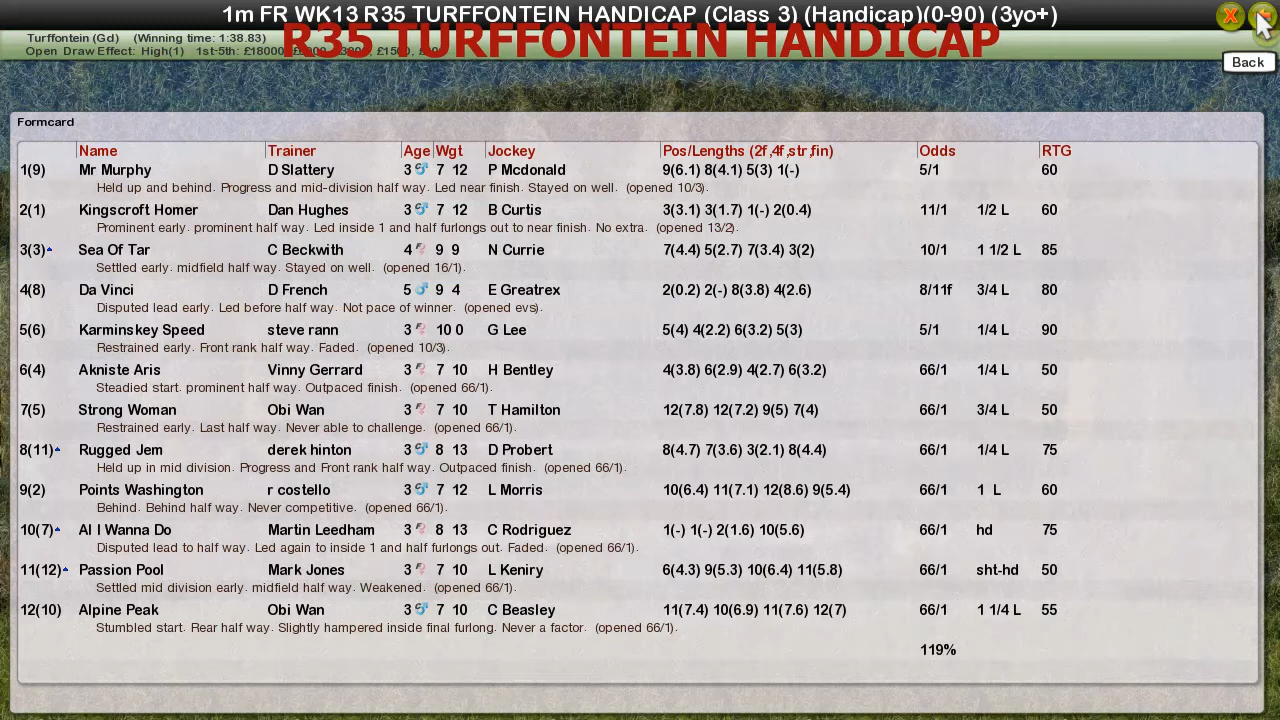 1m FR WK13 R35 TURFFONTEIN HANDICAP (Class 3) (Handicap)(0-90) (3yo+)
R35 TURFFONTEIN HANDICAP
Turffontein (Gd) (Winning time: 1:38.83)
Open Draw Effect: High(1) 1st-5th: £18000, £1500,
Back
Formcard
Name Trainer Age Wgt Jockey Pos/Lengths (2f,4f,str,fin) Odds RTG
1(9) Mr Murphy D Slattery 3 7 12 P Mcdonald 9(6.1) 8(4.1) 5(3) 1(-) 5/1 60
Held up and behind. Progress and mid-division half way. Led near finish. Stayed on well. (opened 10/3).
2(1) Kingscroft Homer Dan Hughes 3 7 12 B Curtis 3(3.1) 3(1.7) 1(-) 2(0.4) 11/1 1/2 L 60
Prominent early. prominent half way. Led inside 1 and half furlongs out to near finish. No extra. (opened 13/2).
3(3) Sea Of Tar C Beckwith 4 9 9 N Currie 7(4.4) 5(2.7) 7(3.4) 3(2) 10/1 1 1/2 L 85
Settled early. midfield half way. Stayed on well. (opened 16/1).
4(8) Da Vinci D French 5 9 4 E Greatrex 2(0.2) 2(-) 8(3.8) 4(2.6) 8/11f 3/4 L 80
Disputed lead early. Led before half way. Not pace of winner. (opened evs).
5(6) Karminskey Speed steve rann 3 10 0 G Lee 5(4) 4(2.2) 6(3.2) 5(3) 5/1 1/4 L 90
Restrained early. Front rank half way. Faded. (opened 10/3).
6(4) Akniste Aris Vinny Gerrard 3 7 10 H Bentley 4(3.8) 6(2.9) 4(2.7) 6(3.2) 66/1 1/4 L 50
Steadied start. prominent half way. Outpaced finish. (opened 66/1).
7(5) Strong Woman Obi Wan 3 7 10 T Hamilton 12(7.8) 12(7.2) 9(5) 7(4) 66/1 3/4 L 50
Restrained early. Last half way. Never able to challenge. (opened 66/1).
8(11) Rugged Jem derek hinton 3 8 13 D Probert 8(4.7) 7(3.6) 3(2.1) 8(4.4) 66/1 1/4 L 75
Held up in mid division. Progress and Front rank half way. Outpaced finish. (opened 66/1).
9(2) Points Washington r costello 3 7 12 L Morris 10(6.4) 11(7.1) 12(8.6) 9(5.4) 66/1 1 L 60
Behind. Behind half way. Never competitive. (opened 66/1).
10(7) Al I Wanna Do Martin Leedham 3 8 13 C Rodriguez 1(-) 1(-) 2(1.6) 10(5.6) 66/1 hd 75
Disputed lead to half way. Led again to inside 1 and half furlongs out. Faded. (opened 66/1).
11(12) Passion Pool Mark Jones 3 7 10 L Keniry 6(4.3) 9(5.3) 10(6.4) 11(5.8) 66/1 sht-hd 50
Settled mid division early. midfield half way. Weakened. (opened 66/1).
12(10) Alpine Peak Obi Wan 3 7 10 C Beasley 11(7.4) 10(6.9) 11(7.6) 12(7) 66/1 1 1/4 L 55
Stumbled start. Rear half way. Slightly hampered inside final furlong. Never a factor. (opened 66/1).
119%